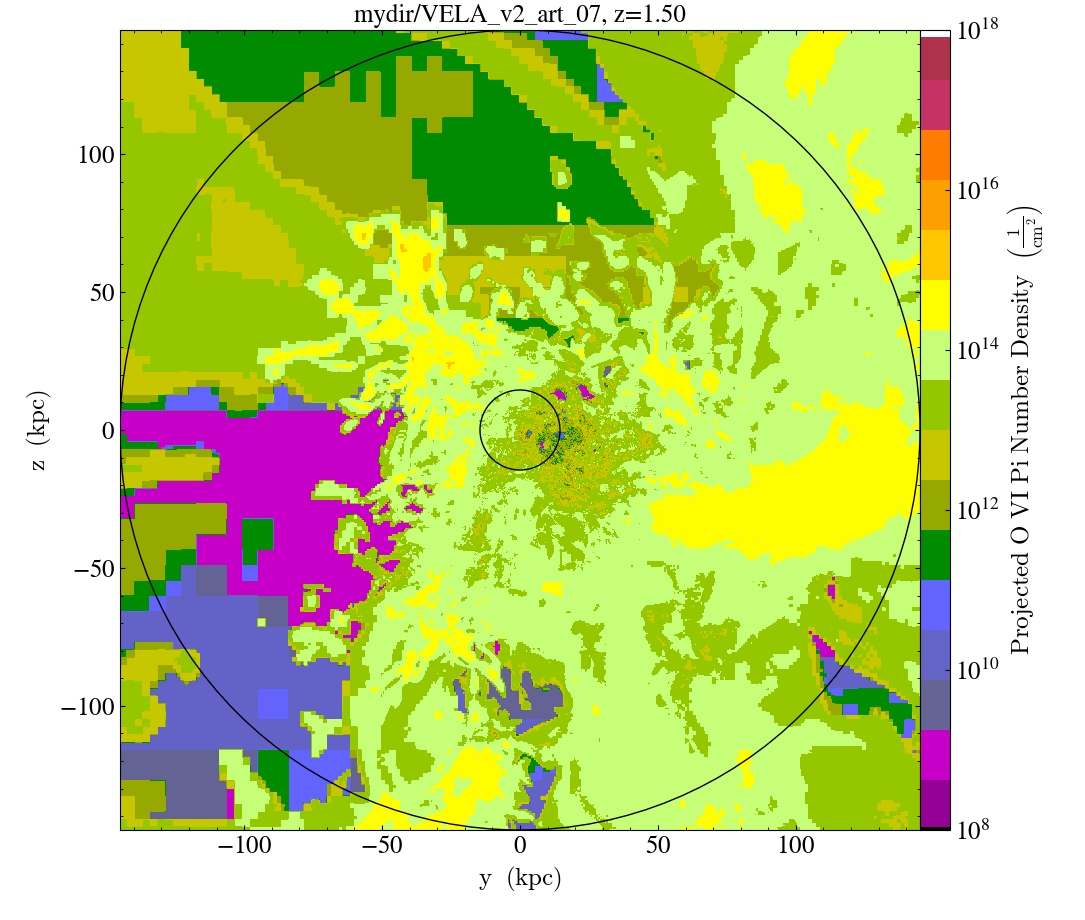 mydir/VELA_v2_art_07, z=1.50
10^18
10^16
10^14
10^12
10^10
10^8
Projected O VI Pi Number Density (1/cm^2)
z (kpc)
100
50
0
−50
−100
−100 −50 0 50 100
y (kpc)